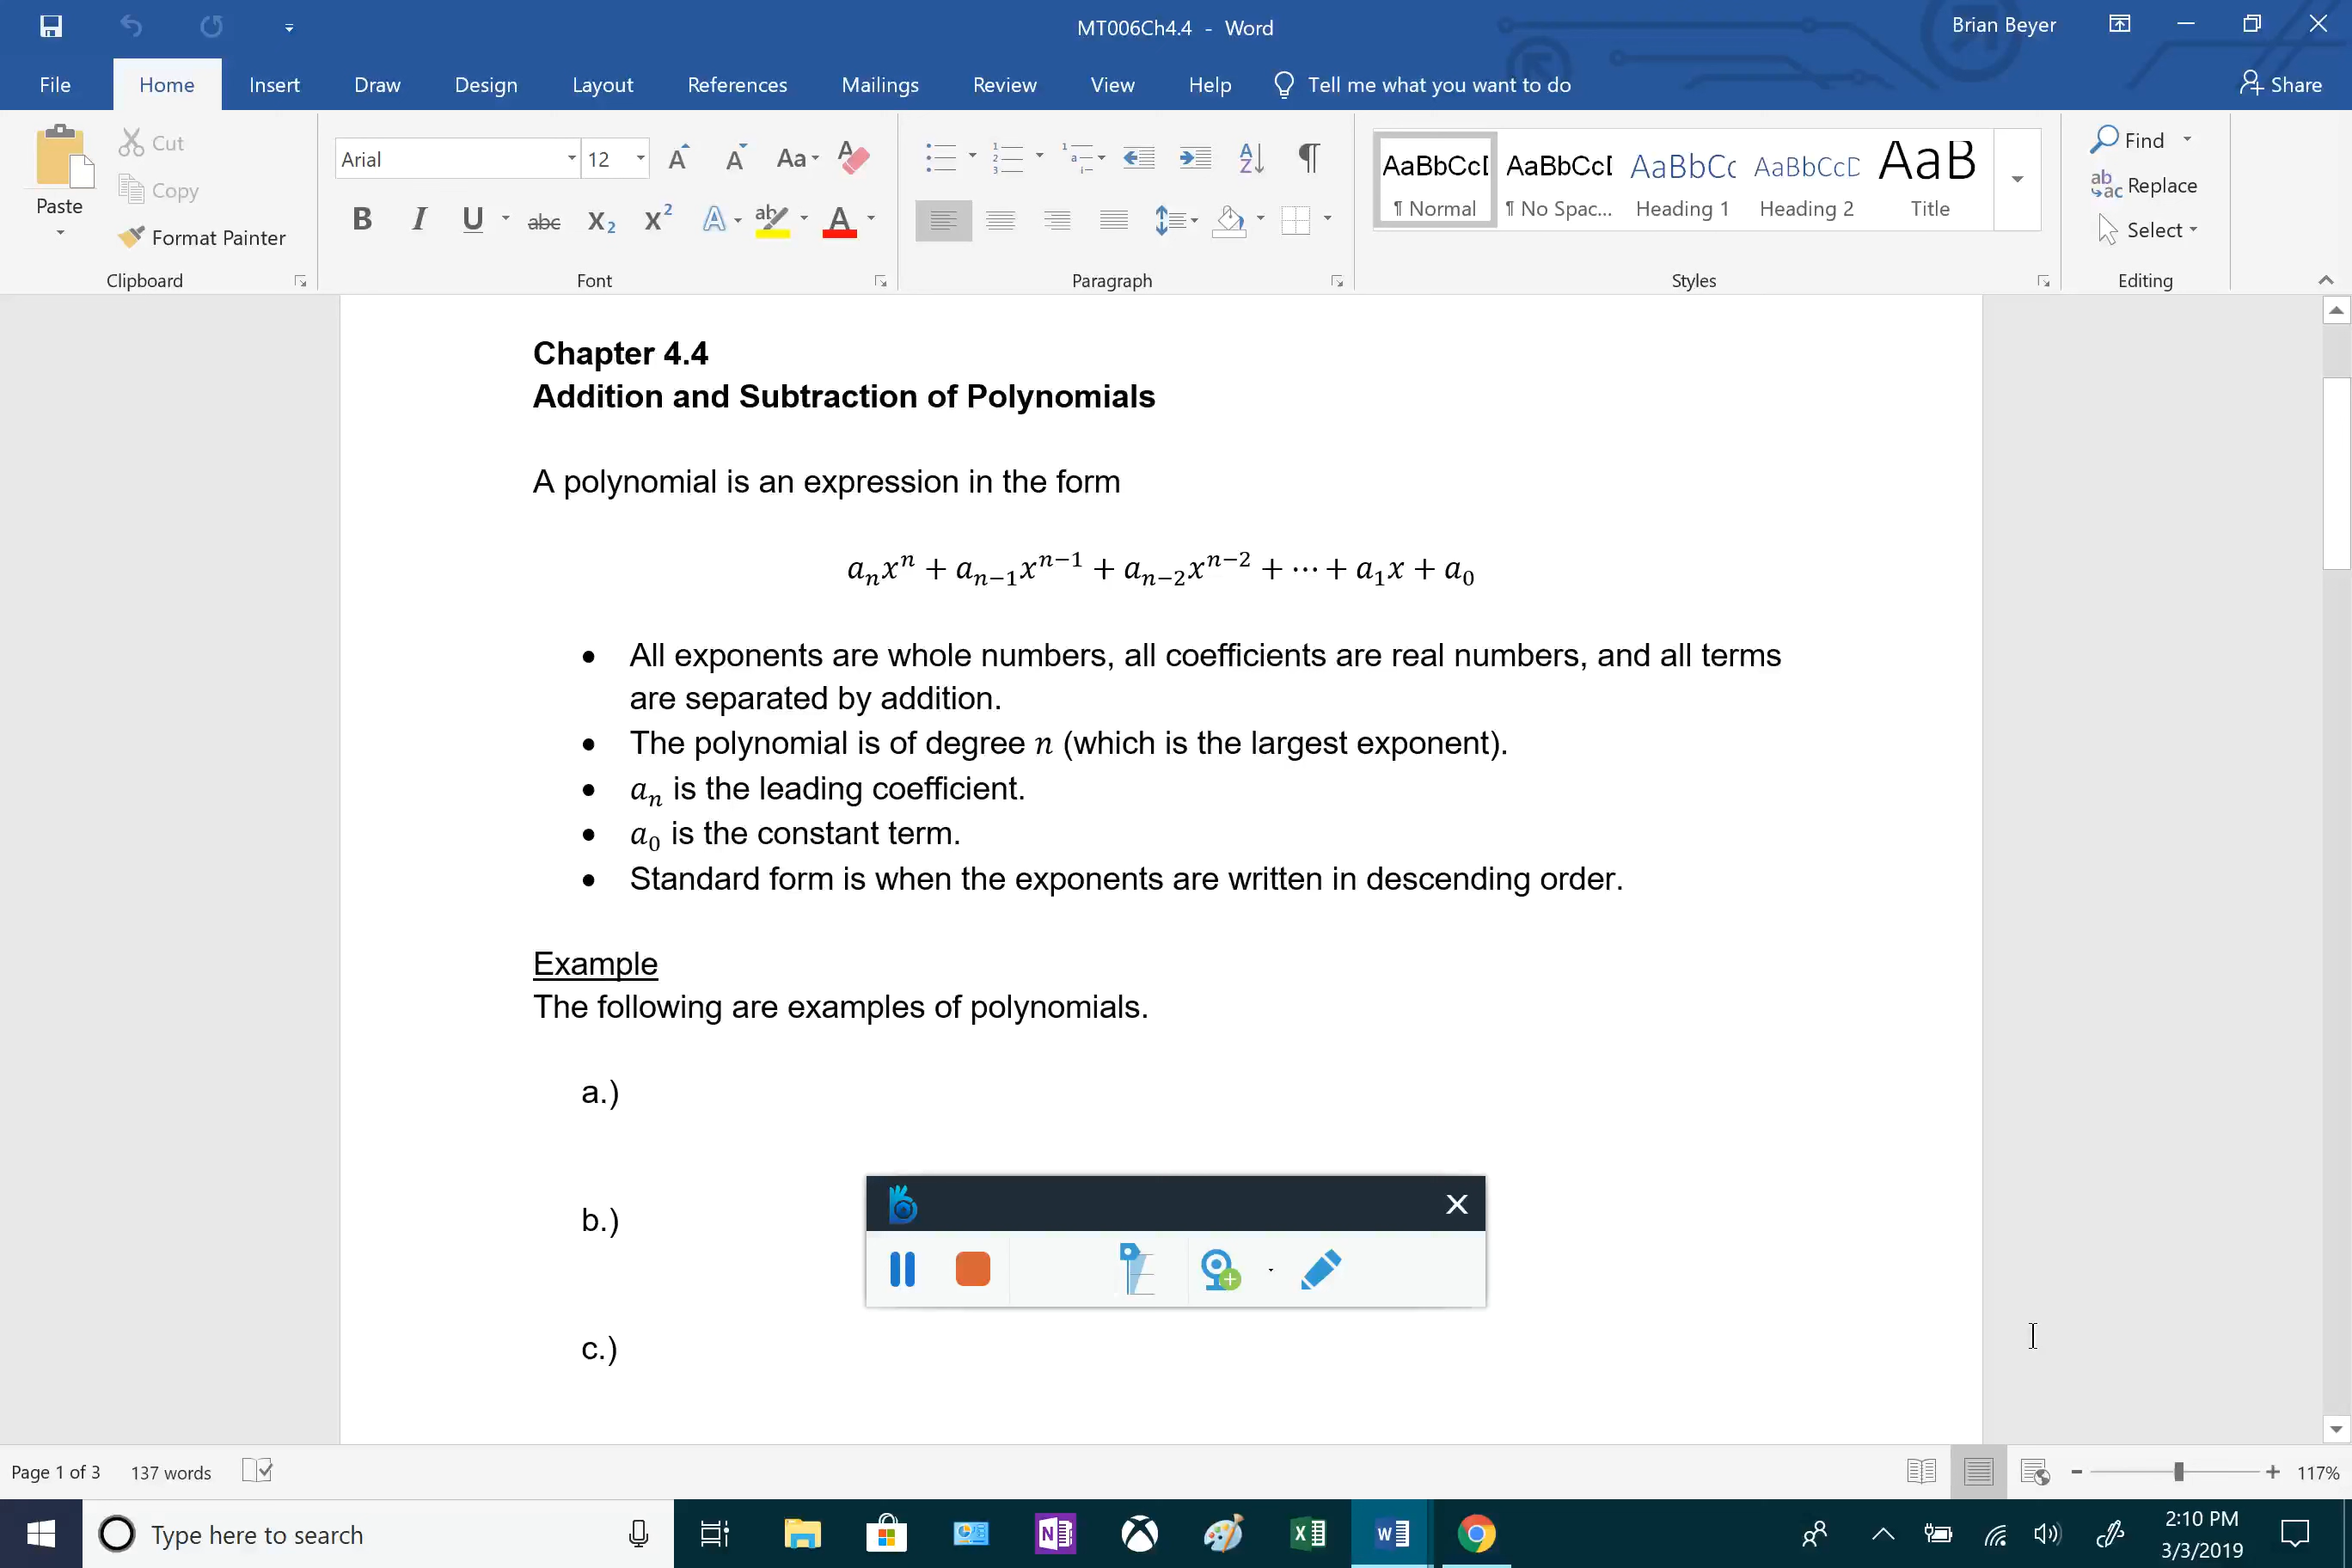 MT006Ch4.4 - Word
Brian Beyer
File Home Insert Draw Design Layout References Mailings Review View Help Tell me what you want to do Share
Paste
Cut
Copy
Format Painter
Clipboard
Arial 12
Aa
B I U abc X₂ X² A ab A
Font
Paragraph
AaBbCcD AaBbCcD AaBbCc AaBbCcD AaB
¶ Normal ¶ No Spac... Heading 1 Heading 2 Title
Styles
Find
Replace
Select
Editing
Chapter 4.4
Addition and Subtraction of Polynomials
A polynomial is an expression in the form
aₙxⁿ + aₙ₋₁xⁿ⁻¹ + aₙ₋₂xⁿ⁻² + ⋯ + a₁x + a₀
• All exponents are whole numbers, all coefficients are real numbers, and all terms
are separated by addition.
• The polynomial is of degree n (which is the largest exponent).
• aₙ is the leading coefficient.
• a₀ is the constant term.
• Standard form is when the exponents are written in descending order.
Example
The following are examples of polynomials.
a.)
b.)
c.)
Page 1 of 3 137 words
117%
Type here to search
2:10 PM
3/3/2019